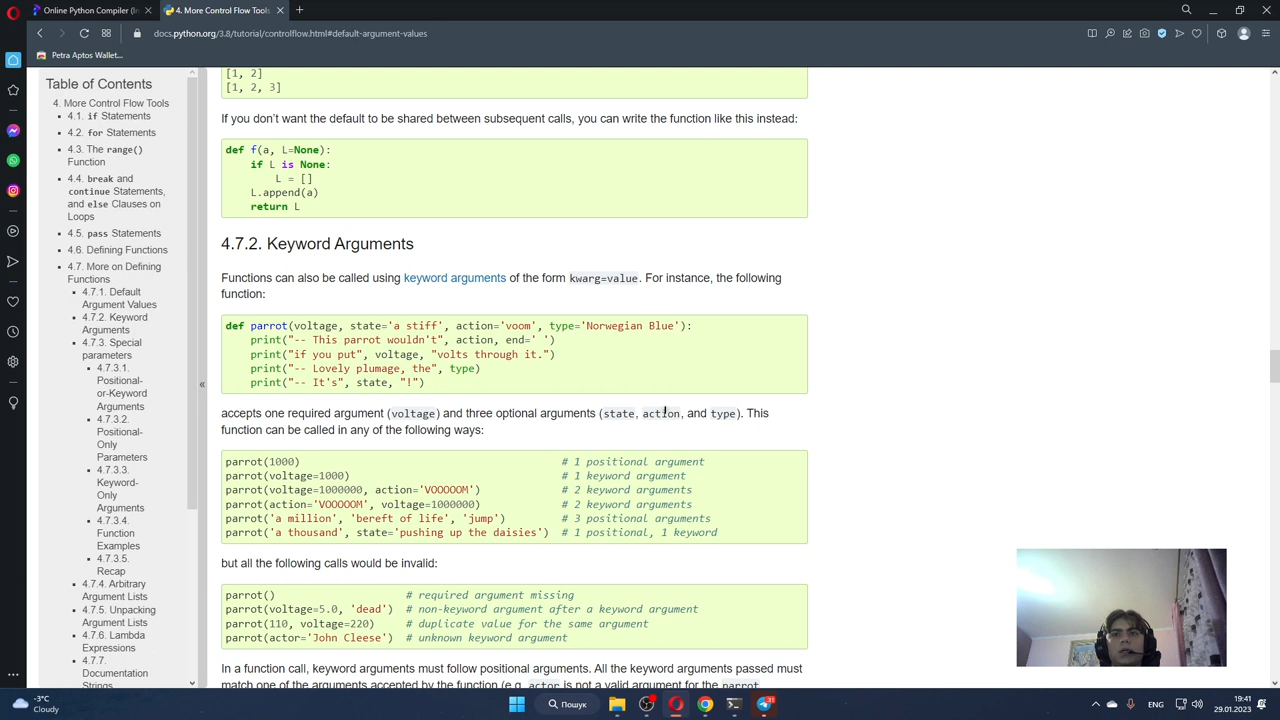 Online Python Compiler (In
4. More Control Flow Tools
docs.python.org/3.8/tutorial/controlflow.html#default-argument-values
Petra Aptos Wallet...
Table of Contents
4. More Control Flow Tools
4.1. if Statements
4.2. for Statements
4.3. The range()
Function
4.4. break and
continue Statements,
and else Clauses on
Loops
4.5. pass Statements
4.6. Defining Functions
4.7. More on Defining
Functions
4.7.1. Default
Argument Values
4.7.2. Keyword
Arguments
4.7.3. Special
parameters
4.7.3.1.
Positional-
or-Keyword
Arguments
4.7.3.2.
Positional-
Only
Parameters
4.7.3.3.
Keyword-
Only
Arguments
4.7.3.4.
Function
Examples
4.7.3.5.
Recap
4.7.4. Arbitrary
Argument Lists
4.7.5. Unpacking
Argument Lists
4.7.6. Lambda
Expressions
4.7.7.
Documentation
Strings
«
[1, 2]
[1, 2, 3]
If you don't want the default to be shared between subsequent calls, you can write the function like this instead:
def f(a, L=None):
if L is None:
L = []
L.append(a)
return L
4.7.2. Keyword Arguments
Functions can also be called using keyword arguments of the form kwarg=value. For instance, the following
function:
def parrot(voltage, state='a stiff', action='voom', type='Norwegian Blue'):
print("-- This parrot wouldn't", action, end=' ')
print("if you put", voltage, "volts through it.")
print("-- Lovely plumage, the", type)
print("-- It's", state, "!")
accepts one required argument (voltage) and three optional arguments (state, action, and type). This
function can be called in any of the following ways:
parrot(1000) # 1 positional argument
parrot(voltage=1000) # 1 keyword argument
parrot(voltage=1000000, action='VOOOOOM') # 2 keyword arguments
parrot(action='VOOOOOM', voltage=1000000) # 2 keyword arguments
parrot('a million', 'bereft of life', 'jump') # 3 positional arguments
parrot('a thousand', state='pushing up the daisies') # 1 positional, 1 keyword
but all the following calls would be invalid:
parrot() # required argument missing
parrot(voltage=5.0, 'dead') # non-keyword argument after a keyword argument
parrot(110, voltage=220) # duplicate value for the same argument
parrot(actor='John Cleese') # unknown keyword argument
In a function call, keyword arguments must follow positional arguments. All the keyword arguments passed must
match one of the arguments accepted by the function (e.g. actor is not a valid argument for the parrot
-3°C
Cloudy
Пошук
31
ENG
19:41
29.01.2023